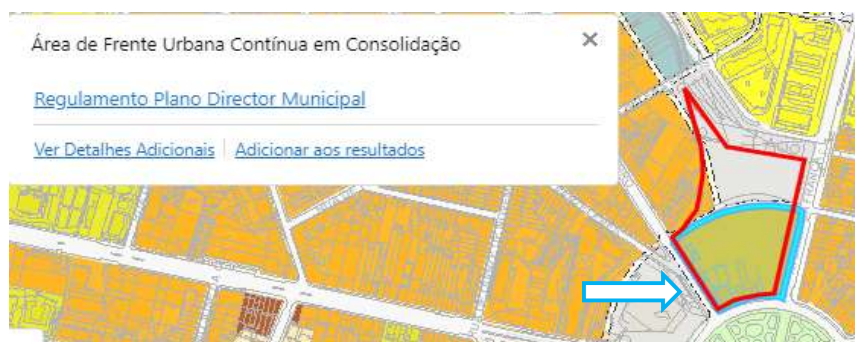 Área de Frente Urbana Contínua em Consolidação ×
Regulamento Plano Director Municipal
Ver Detalhes Adicionais | Adicionar aos resultados